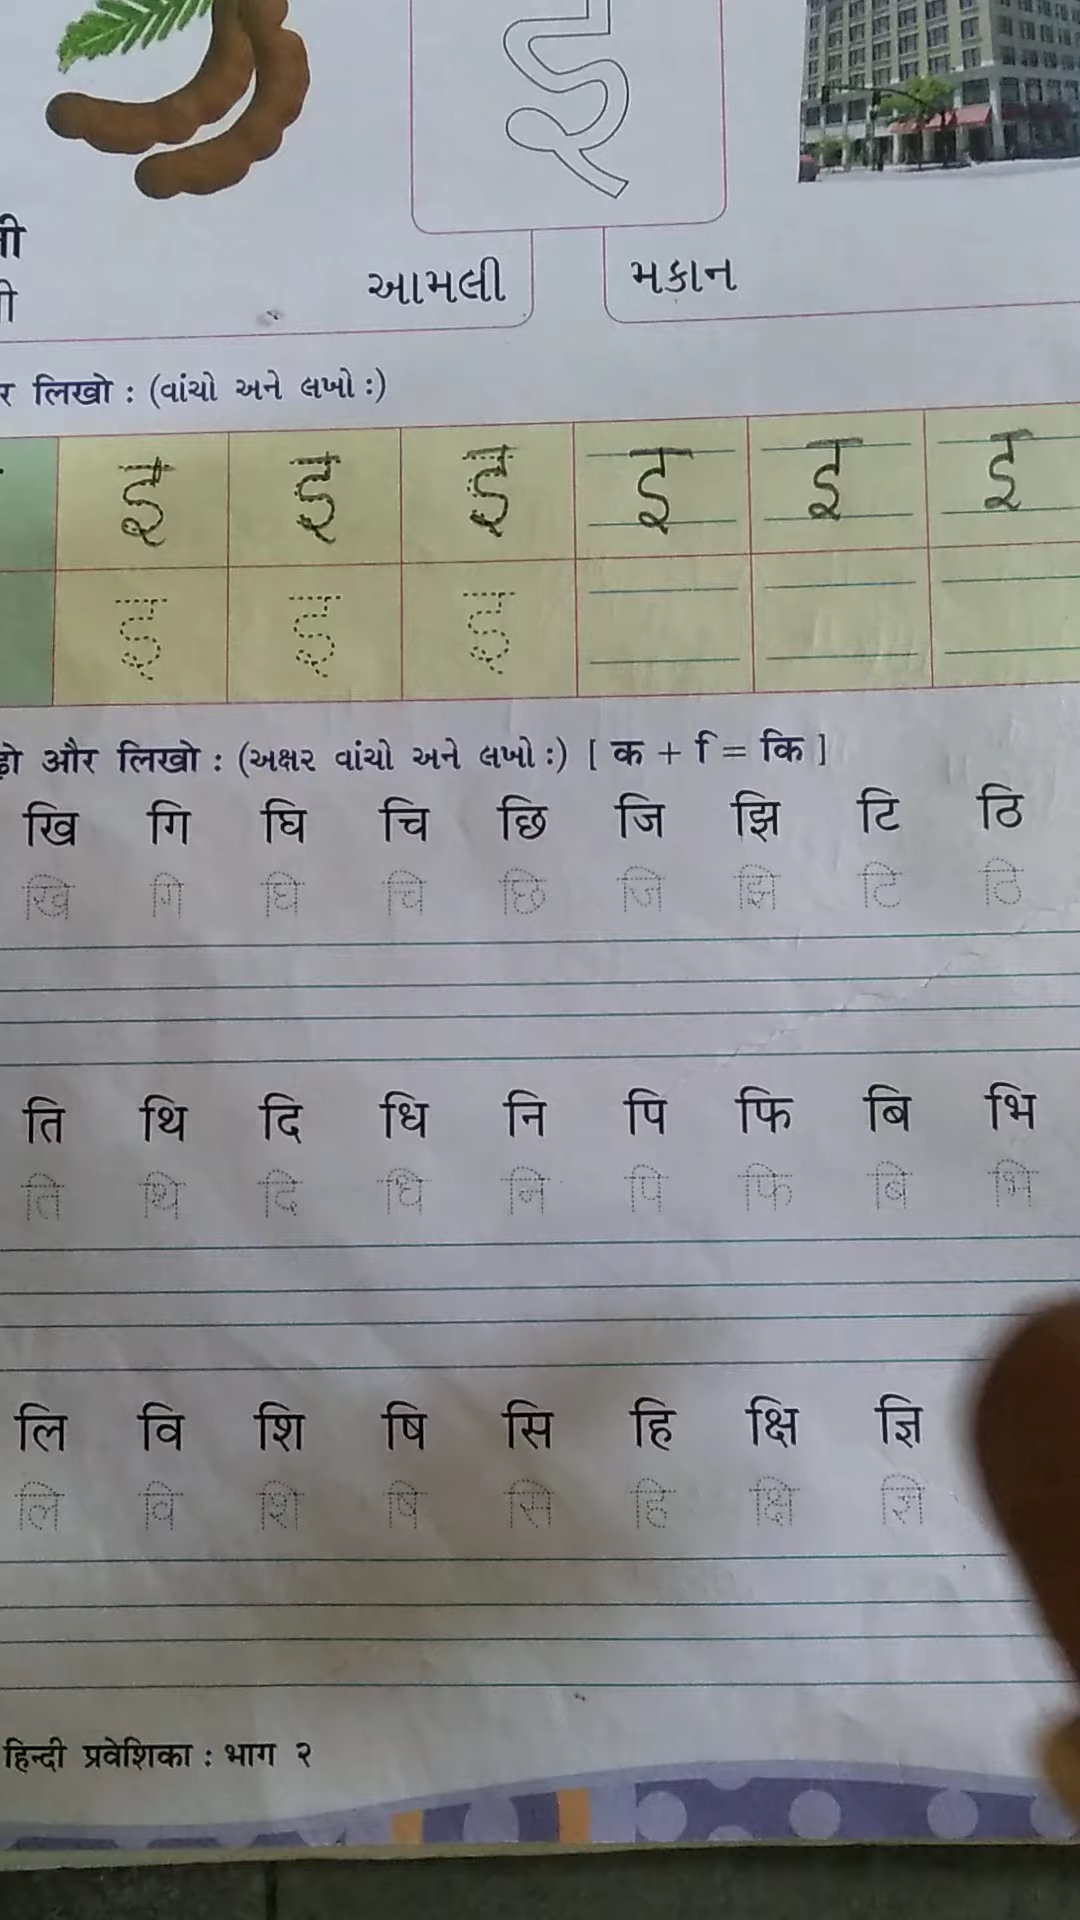 इ
આમલી મકાન
लिखो : (વાંચો અને લખો :)
इ इ इ इ इ इ
इ इ इ
और लिखो : (અક્ષર વાંચો અને લખો :) [ क + ि = कि ]
खि गि घि चि छि जि झि टि ठि
खि गि घि चि छि जि झि टि ठि
ति थि दि धि नि पि फि बि भि
ति थि दि धि नि पि फि बि भि
लि वि शि षि सि हि क्षि ज्ञि
लि वि शि षि सि हि क्षि ज्ञि
हिन्दी प्रवेशिका : भाग २